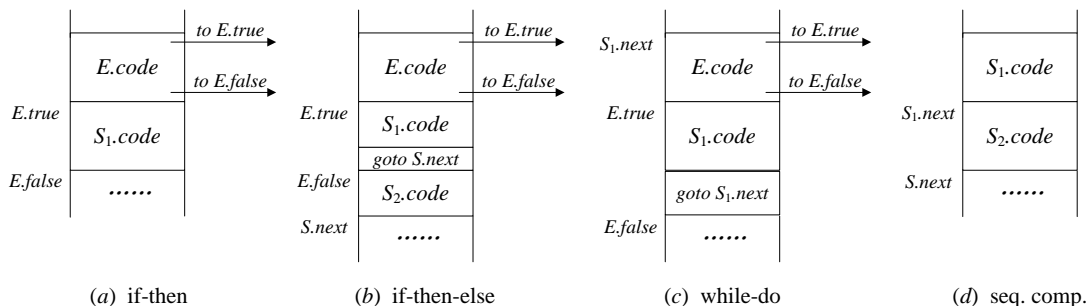 to E.true
E.code
to E.false
E.true
S1.code
E.false
......
(a) if-then
to E.true
E.code
to E.false
S1.code
goto S.next
E.false
S2.code
S.next
......
(b) if-then-else
S1.next
to E.true
E.code
to E.false
E.true
S1.code
goto S1.next
E.false
......
(c) while-do
S1.code
S1.next
S2.code
S.next
......
(d) seq. comp.